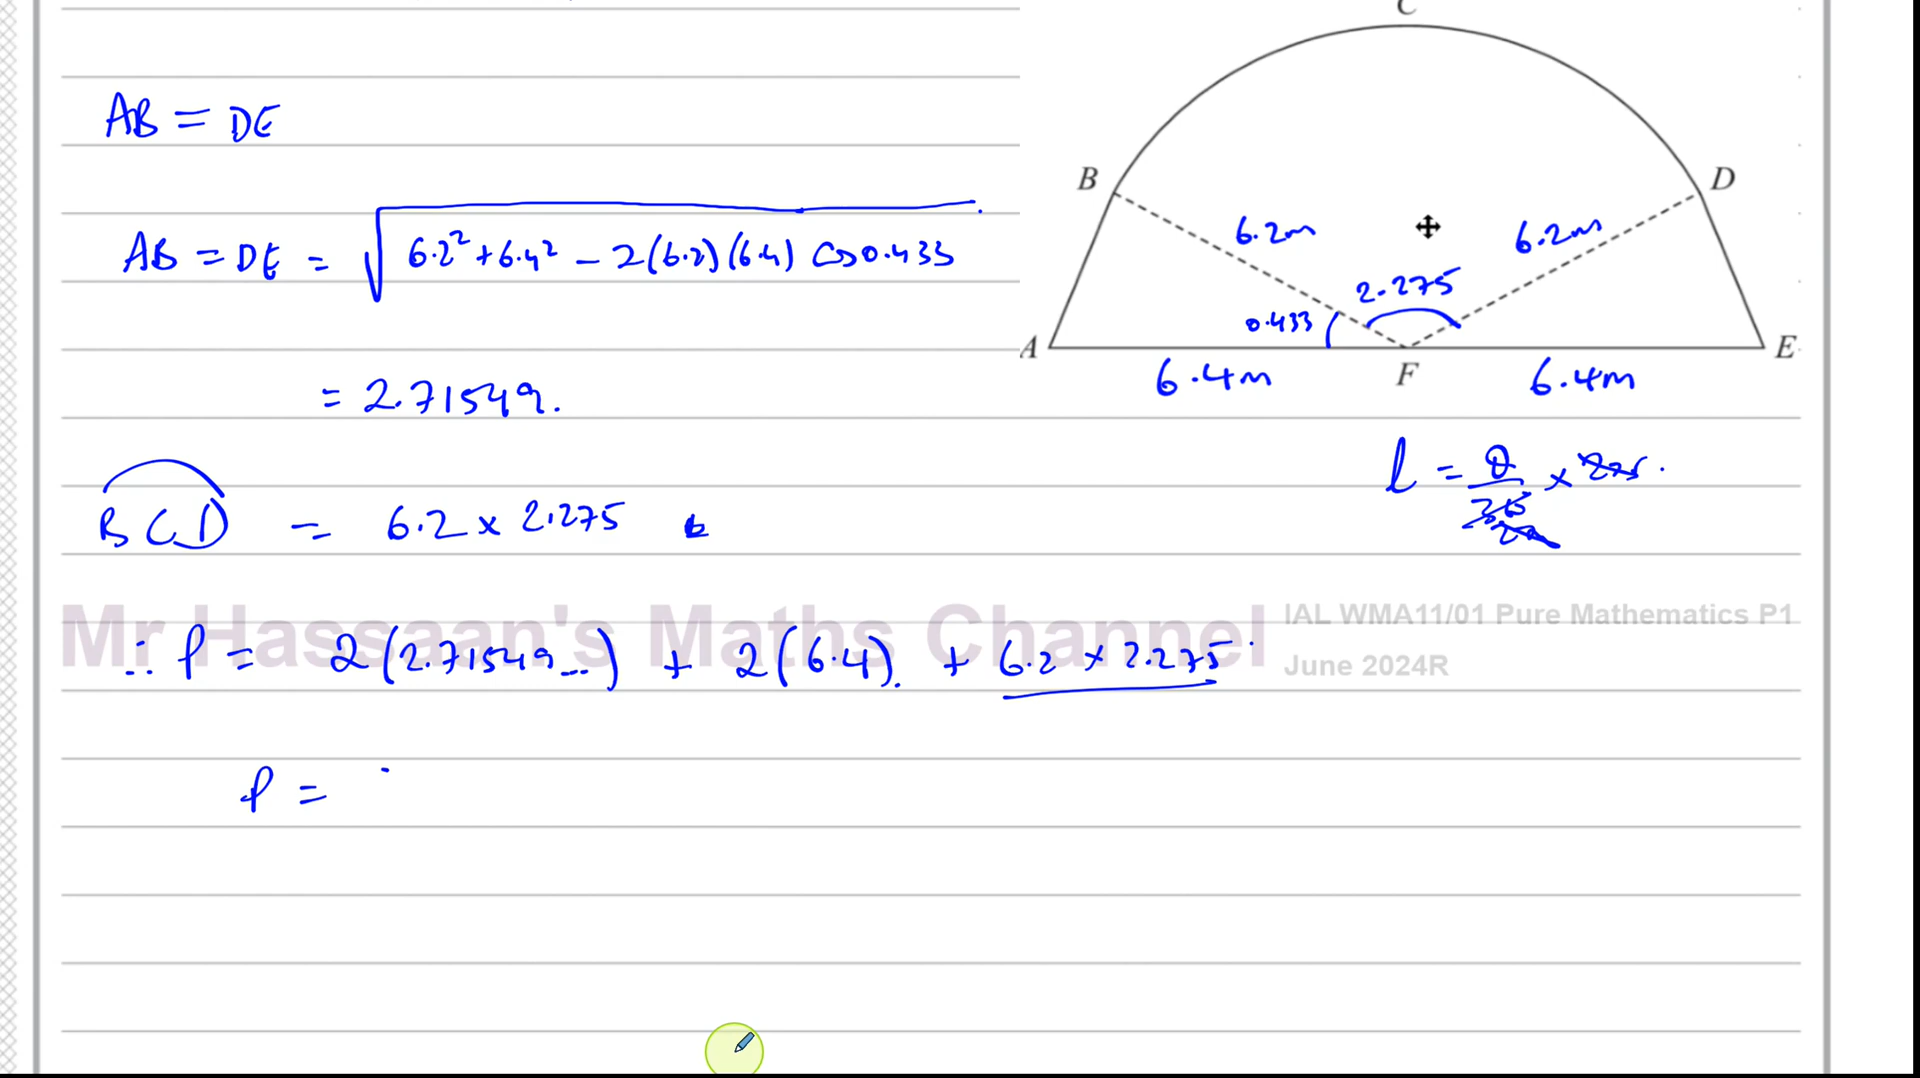 C
AB = DE
B
D
6.2m
6.2m
AB = DE = √6.2² + 6.4² - 2(6.2)(6.4) Cos 0.433
2.275
0.433
A
F
E
6.4m
6.4m
= 2.71549.
l = θ/360 × 2πr.
2π
BCD = 6.2 × 2.275
Mr Hassaan's Maths Channel
IAL WMA11/01 Pure Mathematics P1
June 2024R
∴ P = 2(2.71549...) + 2(6.4) + 6.2 × 2.275
P =